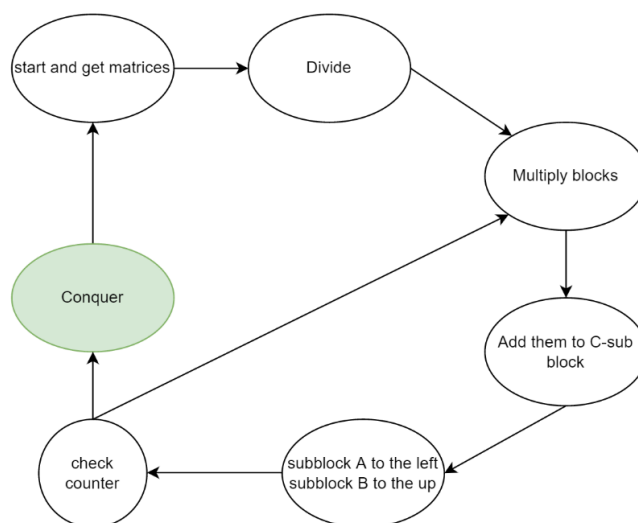 start and get matrices
Divide
Multiply blocks
Conquer
Add them to C-sub
block
check
counter
subblock A to the left
subblock B to the up